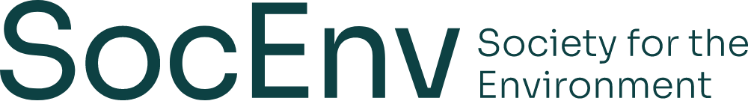 SocEnv
Society for the
Environment